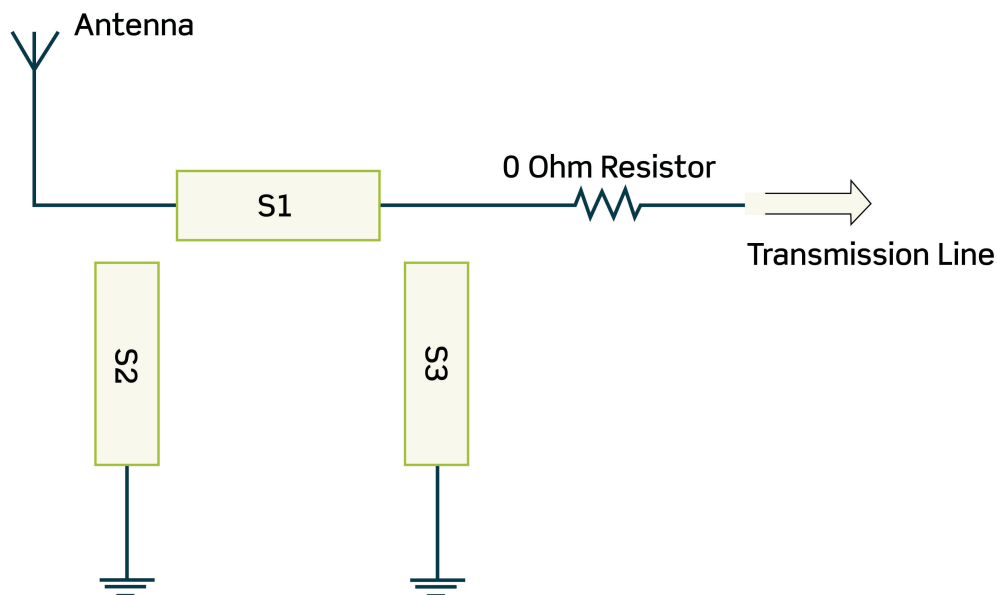 Antenna
0 Ohm Resistor
S1
Transmission Line
S2
S3